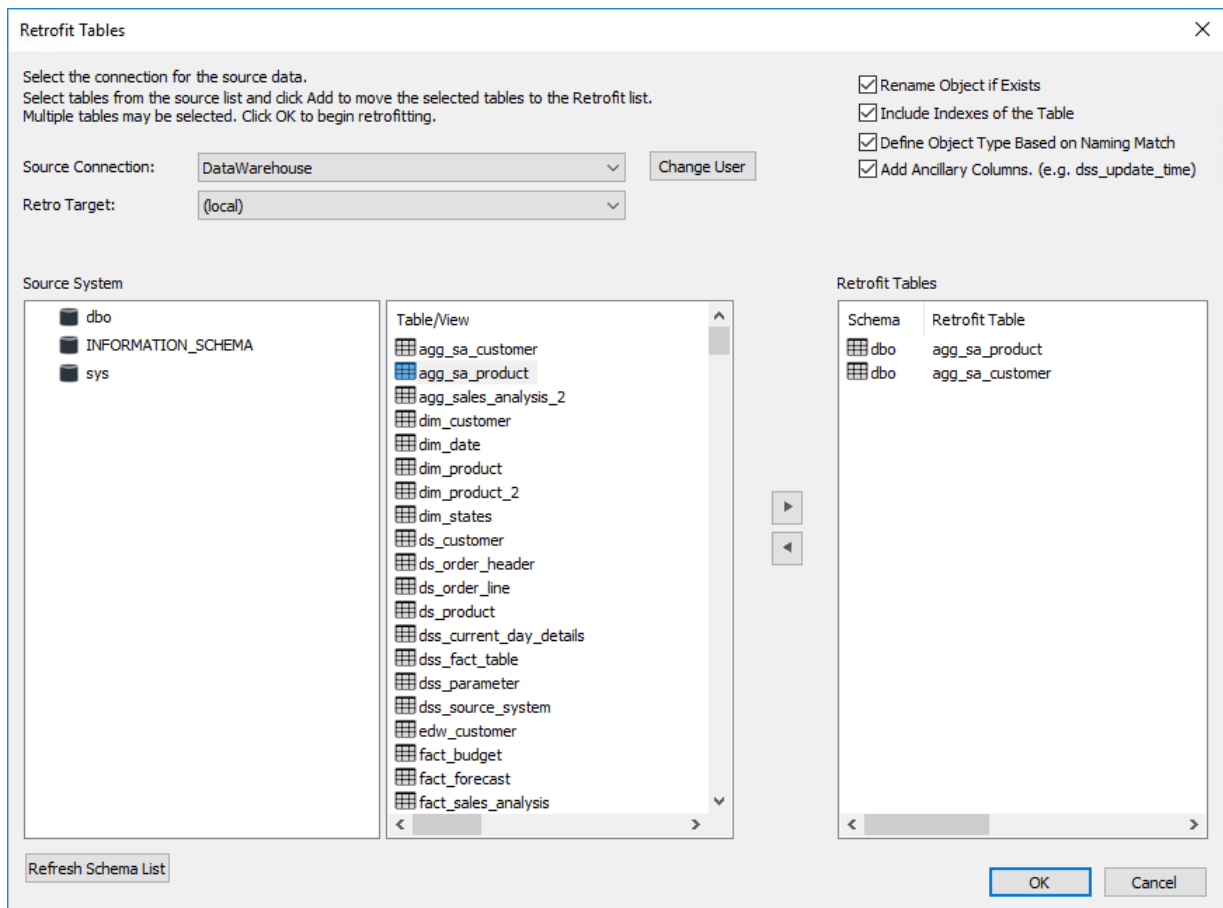 Retrofit Tables
Select the connection for the source data.
Select tables from the source list and click Add to move the selected tables to the Retrofit list.
Multiple tables may be selected. Click OK to begin retrofitting.
Rename Object if Exists
Include Indexes of the Table
Define Object Type Based on Naming Match
Add Ancillary Columns. (e.g. dss_update_time)
Source Connection:
DataWarehouse
Change User
Retro Target:
(local)
Source System
dbo
INFORMATION_SCHEMA
sys
Table/View
agg_sa_customer
agg_sa_product
agg_sales_analysis_2
dim_customer
dim_date
dim_product
dim_product_2
dim_states
ds_customer
ds_order_header
ds_order_line
ds_product
dss_current_day_details
dss_fact_table
dss_parameter
dss_source_system
edw_customer
fact_budget
fact_forecast
fact_sales_analysis
Retrofit Tables
Schema Retrofit Table
dbo agg_sa_product
dbo agg_sa_customer
Refresh Schema List
OK
Cancel